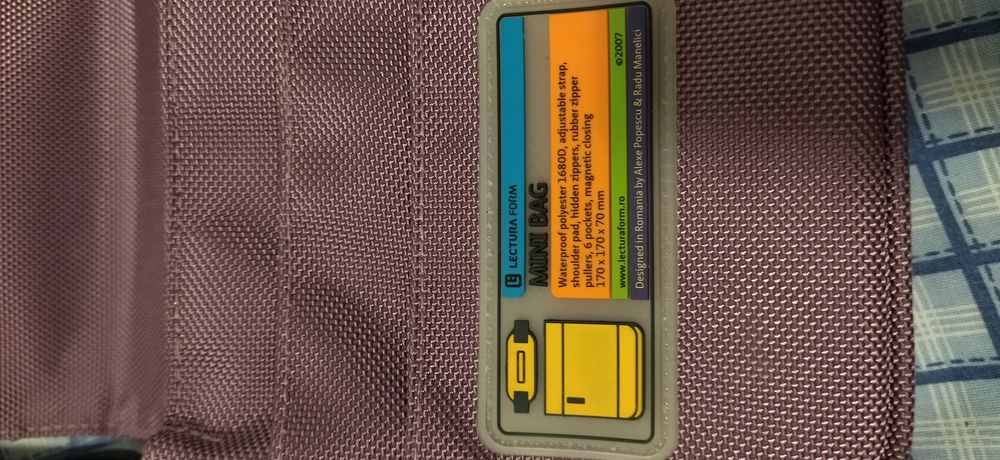 LECTURA FORM
MINI BAG
Waterproof polyester 1680D, adjustable strap,
shoulder pad, hidden zippers, rubber zipper
pullers, 6 pockets, magnetic closing
170 x 170 x 70 mm
www.lecturaform.ro ©2007
Designed in Romania by Alexe Popescu & Radu Manelici